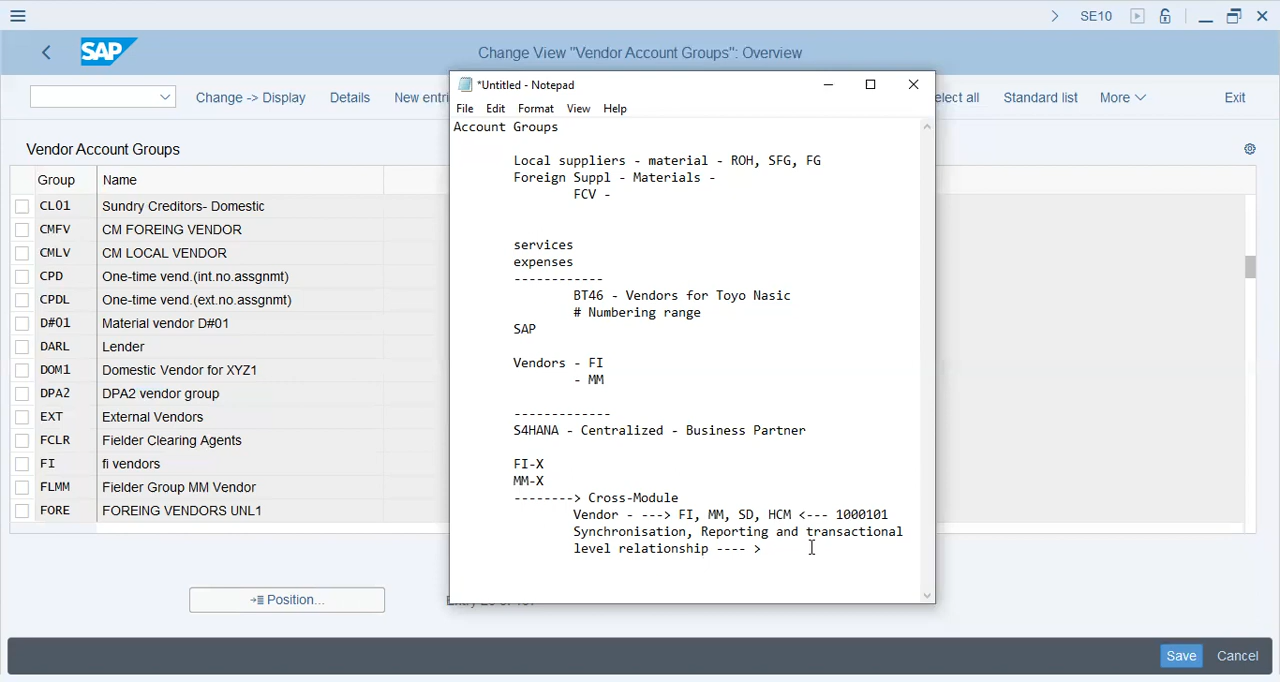 SE10
SAP
Change View "Vendor Account Groups": Overview
Change -> Display
Details
New entri
elect all
Standard list
More
Exit
Vendor Account Groups
Group Name
CL01 Sundry Creditors- Domestic
CMFV CM FOREING VENDOR
CMLV CM LOCAL VENDOR
CPD One-time vend.(int.no.assgnmt)
CPDL One-time vend.(ext.no.assgnmt)
D#01 Material vendor D#01
DARL Lender
DOM1 Domestic Vendor for XYZ1
DPA2 DPA2 vendor group
EXT External Vendors
FCLR Fielder Clearing Agents
FI fi vendors
FLMM Fielder Group MM Vendor
FORE FOREING VENDORS UNL1
Position...
*Untitled - Notepad
File Edit Format View Help
Account Groups
Local suppliers - material - ROH, SFG, FG
Foreign Suppl - Materials -
FCV -
services
expenses
------------
BT46 - Vendors for Toyo Nasic
# Numbering range
SAP
Vendors - FI
- MM
-------------
S4HANA - Centralized - Business Partner
FI-X
MM-X
--------> Cross-Module
Vendor - ---> FI, MM, SD, HCM <--- 1000101
Synchronisation, Reporting and transactional
level relationship ---- >
Save
Cancel